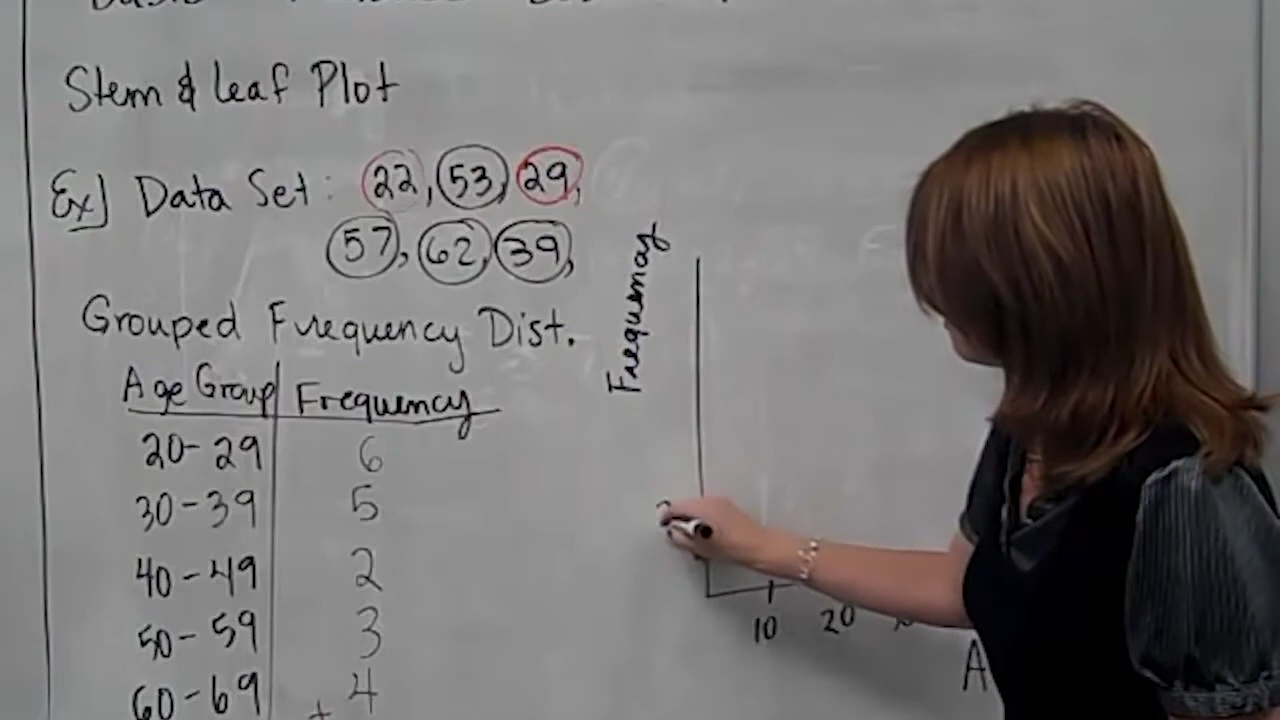 Stem & Leaf Plot
Ex] Data Set: 22, 53, 29,
57, 62, 39,
Grouped Frequency Dist.
Age Group Frequency
20-29 6
30-39 5
40-49 2
50-59 3
60-69 4
+
Frequency
10 20
A